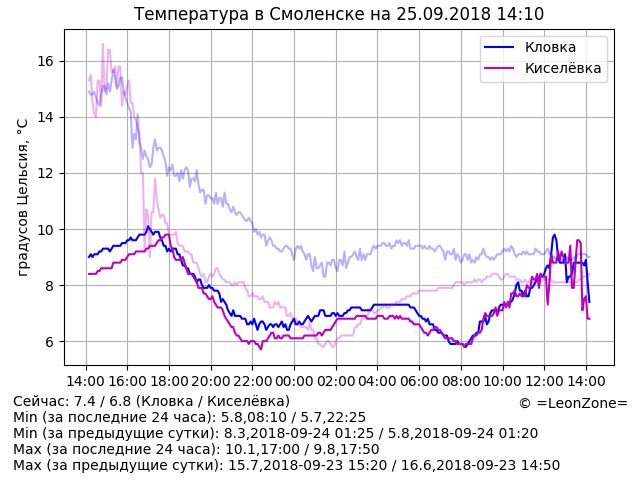 Температура в Смоленске на 25.09.2018 14:10
градусов Цельсия, °C
16
14
12
10
8
6
Кловка
Киселёвка
14:00 16:00 18:00 20:00 22:00 00:00 02:00 04:00 06:00 08:00 10:00 12:00 14:00
Сейчас: 7.4 / 6.8 (Кловка / Киселёвка)
© =LeonZone=
Min (за последние 24 часа): 5.8,08:10 / 5.7,22:25
Min (за предыдущие сутки): 8.3,2018-09-24 01:25 / 5.8,2018-09-24 01:20
Max (за последние 24 часа): 10.1,17:00 / 9.8,17:50
Max (за предыдущие сутки): 15.7,2018-09-23 15:20 / 16.6,2018-09-23 14:50